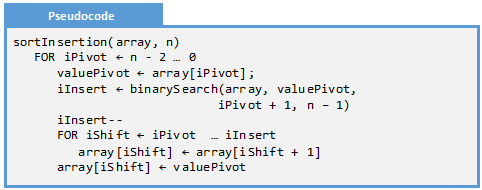 Pseudocode
sortInsertion(array, n)
FOR iPivot ← n - 2 … 0
valuePivot ← array[iPivot];
iInsert ← binarySearch(array, valuePivot,
iPivot + 1, n – 1)
iInsert--
FOR iShift ← iPivot … iInsert
array[iShift] ← array[iShift + 1]
array[iShift] ← valuePivot